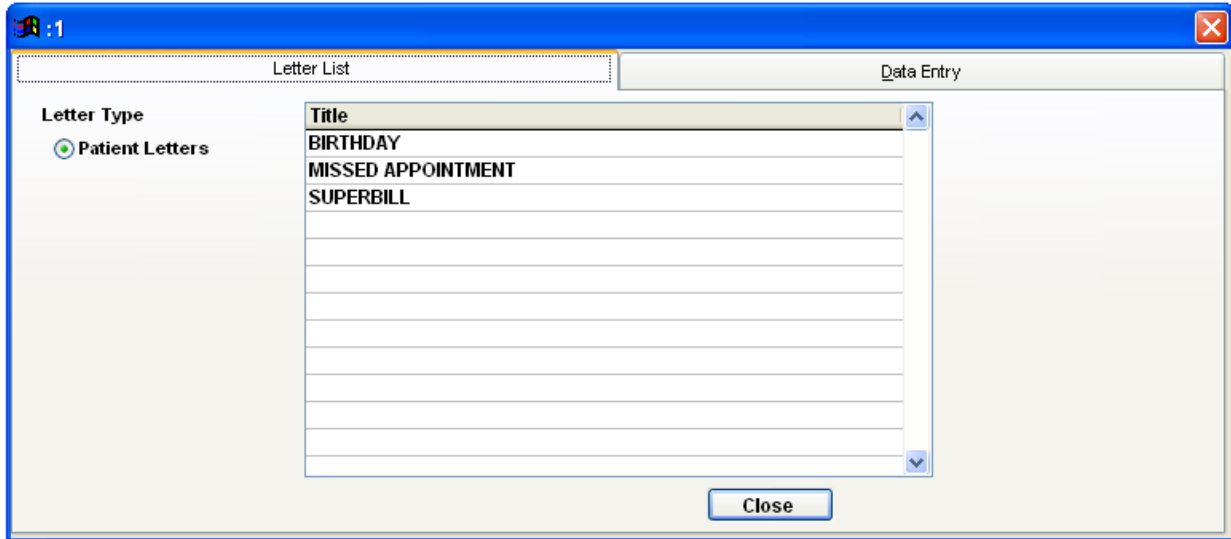 :1
Letter List
Data Entry
Letter Type
Title
Patient Letters
BIRTHDAY
MISSED APPOINTMENT
SUPERBILL
Close